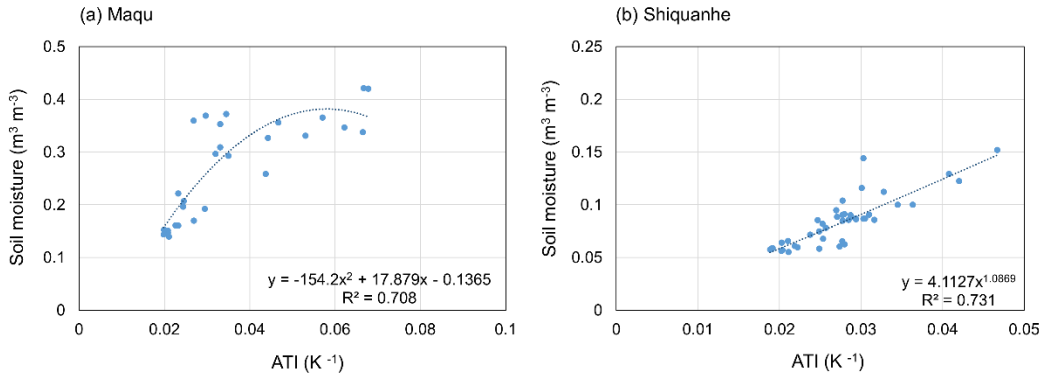 (a) Maqu
0.5
0.4
0.3
0.2
0.1
0
0
0.02
0.04
0.06
0.08
0.1
Soil moisture (m³ m⁻³)
ATI (K ⁻¹)
y = -154.2x² + 17.879x - 0.1365
R² = 0.708
(b) Shiquanhe
0.25
0.20
0.15
0.10
0.05
0
0
0.01
0.02
0.03
0.04
0.05
Soil moisture (m³ m⁻³)
ATI (K ⁻¹)
y = 4.1127x¹·⁰⁸⁶⁹
R² = 0.731